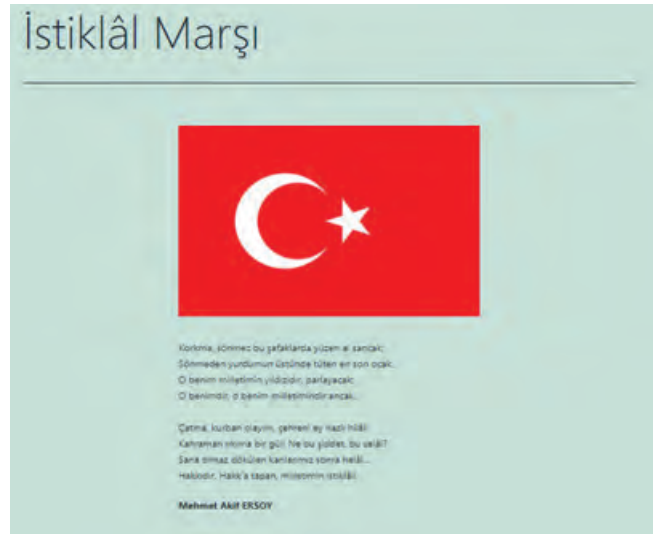 İstiklâl Marşı
Korkma, sönmez bu şafaklarda yüzen al sancak;
Sönmeden yurdumun üstünde tüten en son ocak.
O benim milletimin yıldızıdır, parlayacak;
O benimdir, o benim milletimindir ancak.
Çatma, kurban olayım, çehreni ey nazlı hilâl!
Kahraman ırkıma bir gül! Ne bu şiddet, bu celâl?
Sana olmaz dökülen kanlarımız sonra helâl...
Hakkıdır, Hakk'a tapan, milletimin istiklâl!
Mehmet Akif ERSOY